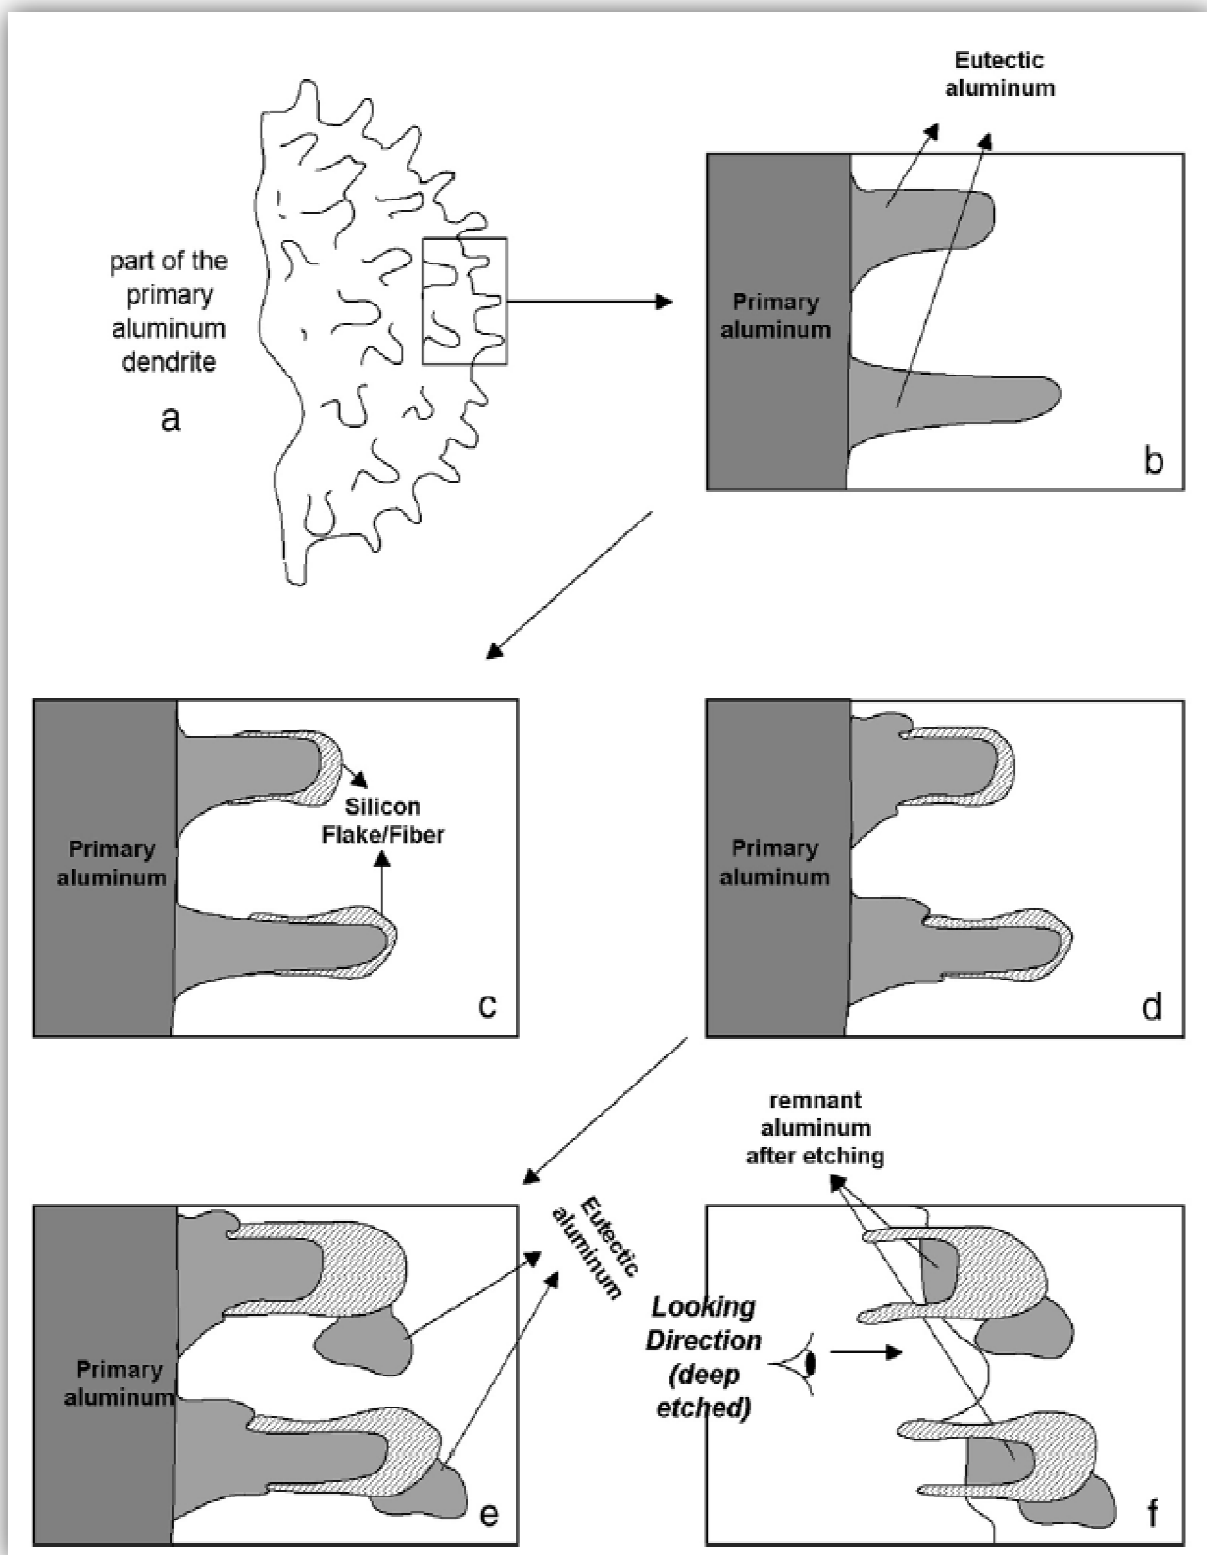 part of the
primary
aluminum
dendrite
a
Eutectic
aluminum
Primary
aluminum
b
Primary
aluminum
Silicon
Flake/Fiber
c
Primary
aluminum
d
Primary
aluminum
Eutectic
aluminum
e
remnant
aluminum
after etching
Looking
Direction
(deep
etched)
f